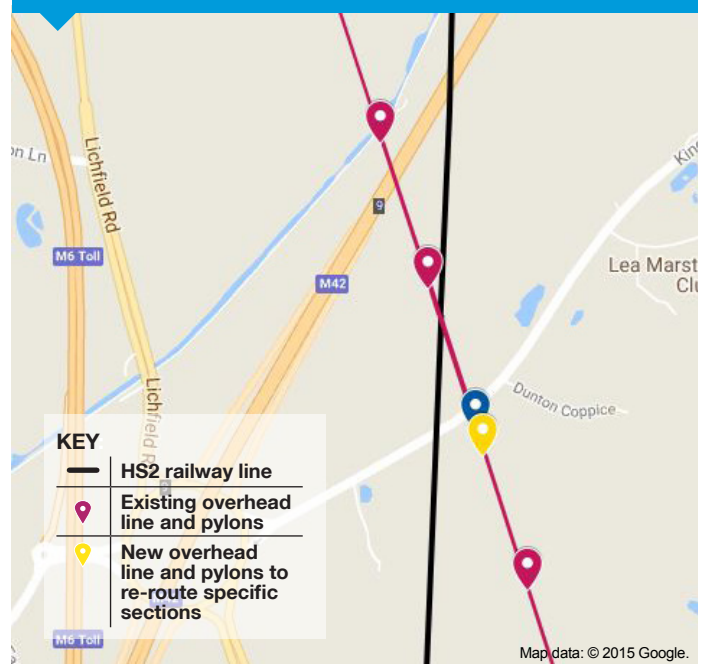 on Ln
Lichfield Rd
M6 Toll
9
M42
Lea Marst
Clu
Dunton Coppice
Lichfield R
KEY
HS2 railway line
Existing overhead
line and pylons
New overhead
line and pylons to
re-route specific
sections
M6 Toll
Map data: © 2015 Google.